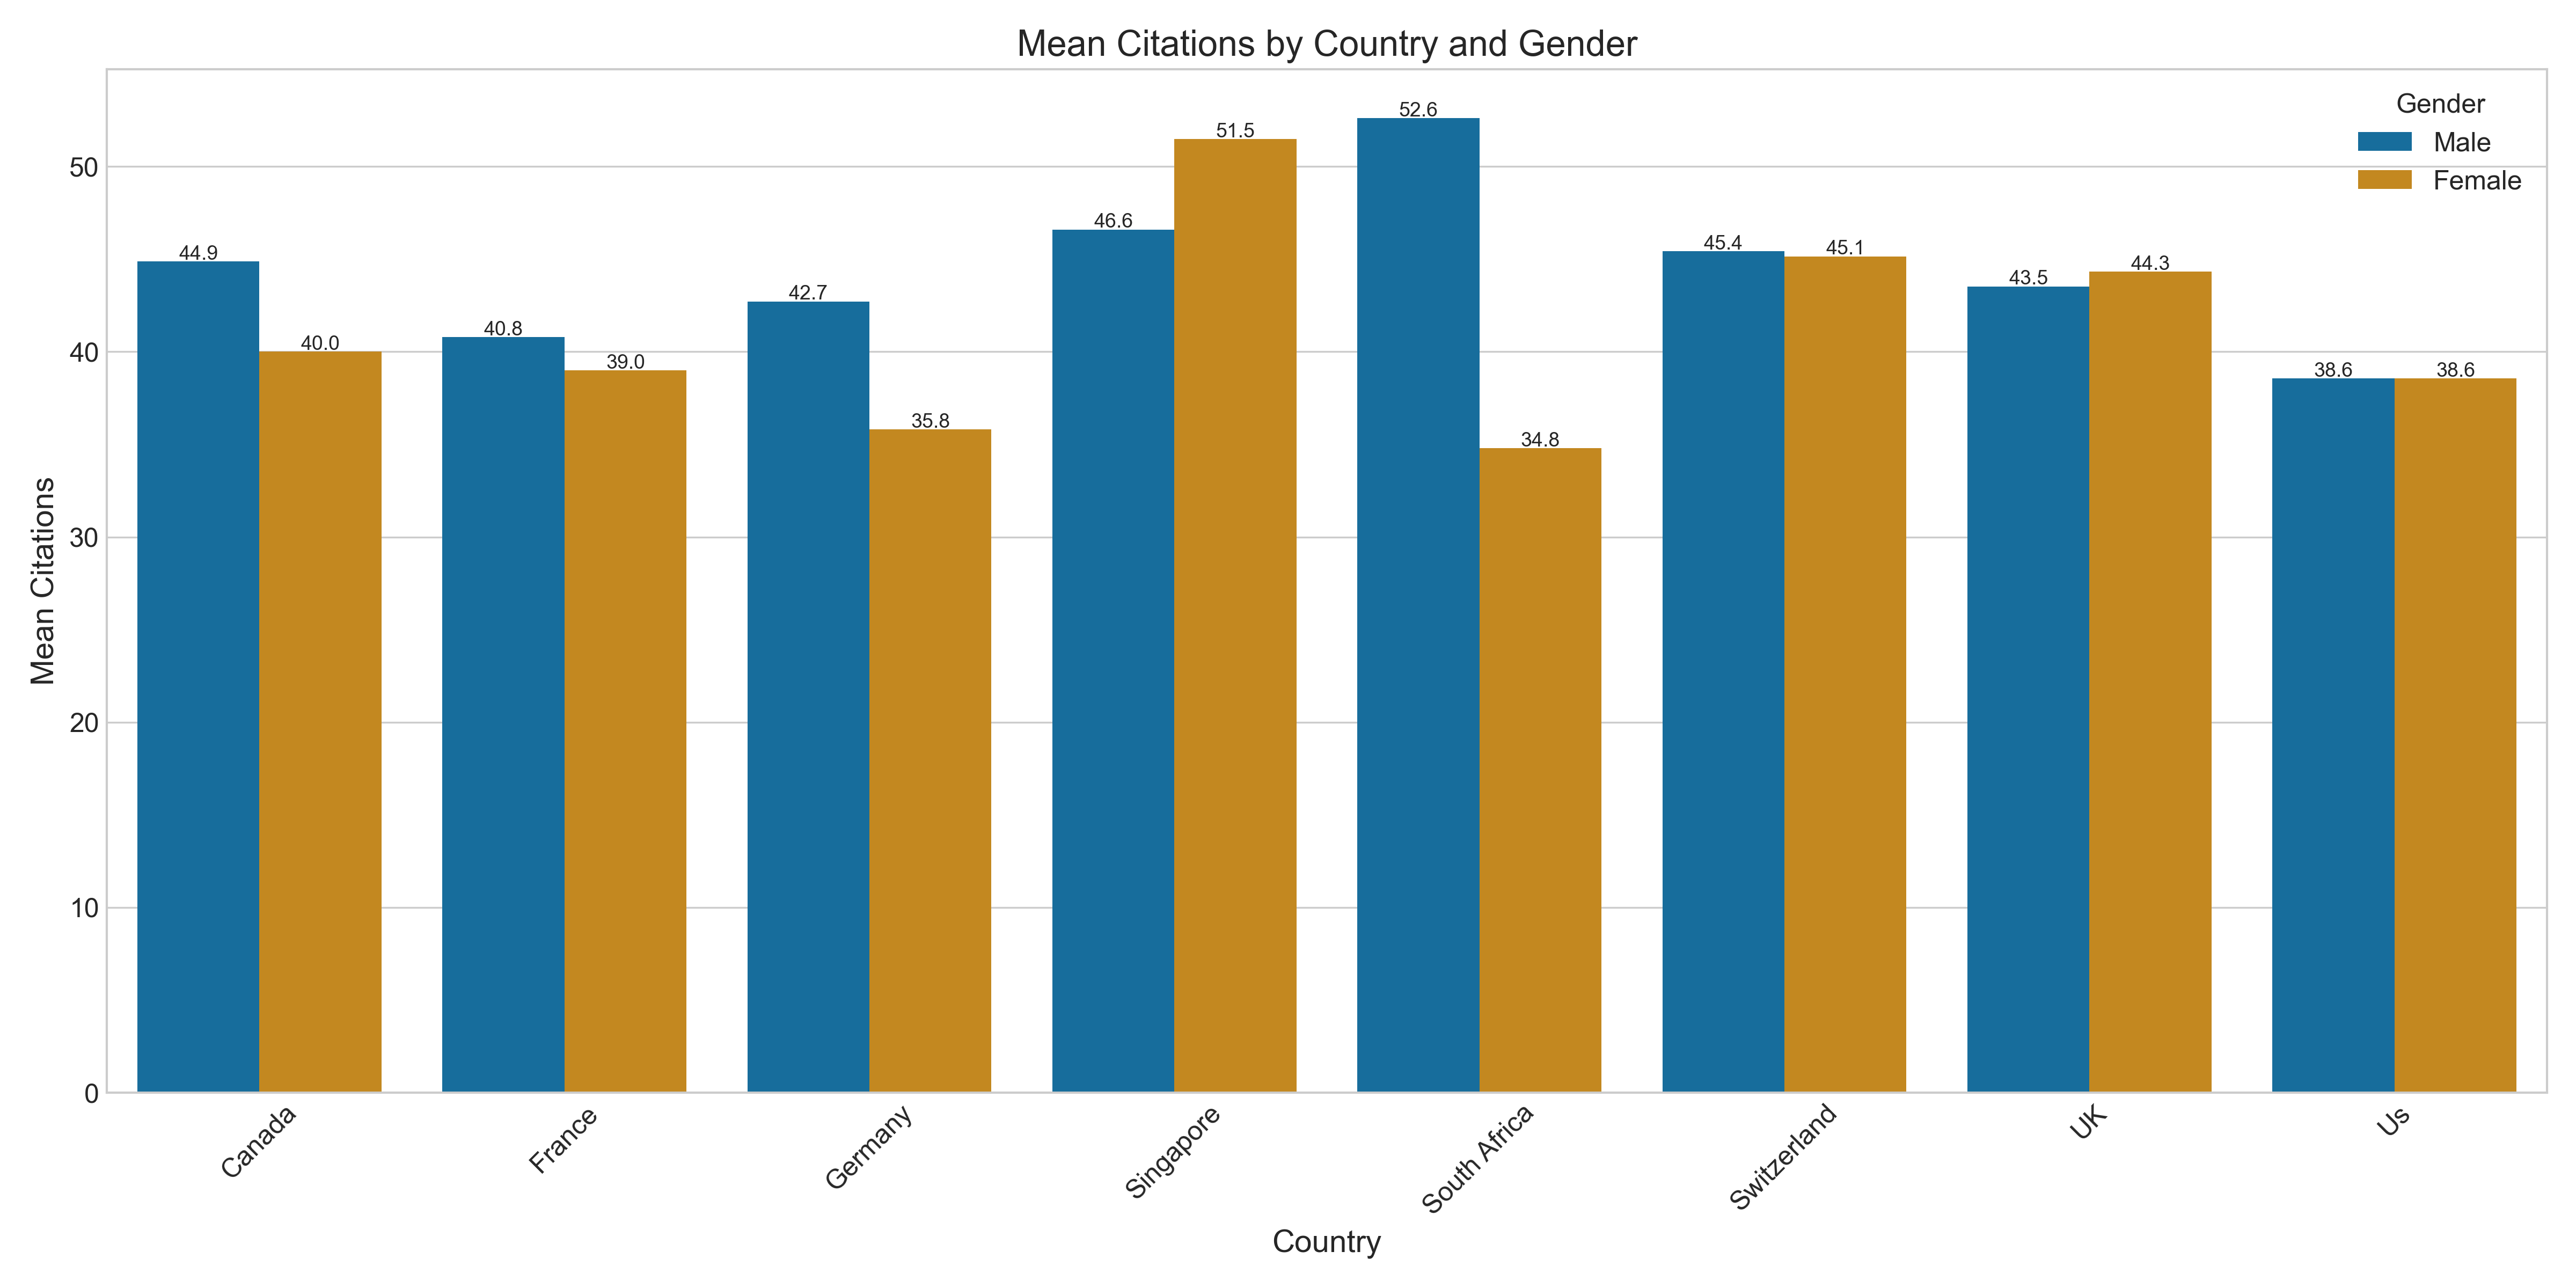 Mean Citations by Country and Gender
Gender
Male
Female
52.6
51.5
50
46.6
44.9
45.4
45.1
43.5
44.3
42.7
40.8
40.0
39.0
38.6
38.6
35.8
34.8
40
30
20
10
0
Mean Citations
Canada
France
Germany
Singapore
South Africa
Switzerland
UK
Us
Country